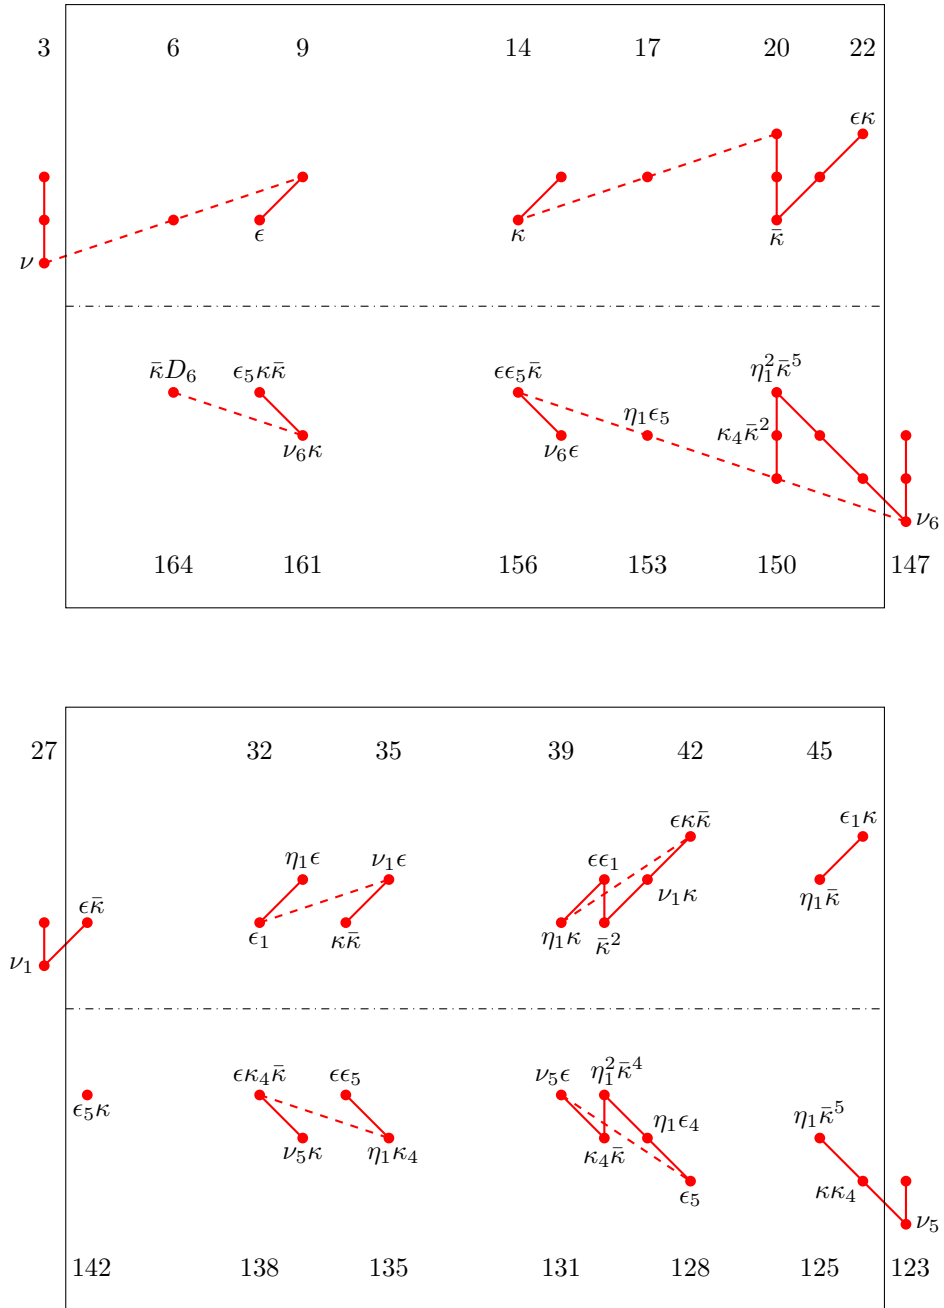 3 6 9 14 17 20 22
ϵκ
ϵ κ κ̄
ν
κ̄D₆ ϵ₅κκ̄ ϵϵ₅κ̄ η₁²κ̄⁵
η₁ϵ₅
ν₆κ ν₆ϵ κ₄κ̄²
ν₆
164 161 156 153 150 147
27 32 35 39 42 45
ϵκκ̄ ϵ₁κ
ϵκ̄ η₁ϵ ν₁ϵ ϵϵ₁
ν₁κ η₁κ̄
ϵ₁ κκ̄ η₁κ κ̄²
ν₁
ϵκ₄κ̄ ϵϵ₅ ν₅ϵ η₁²κ̄⁴
ϵ₅κ η₁ϵ₄ η₁κ̄⁵
ν₅κ η₁κ₄ κ₄κ̄
ϵ₅ κκ₄
ν₅
142 138 135 131 128 125 123